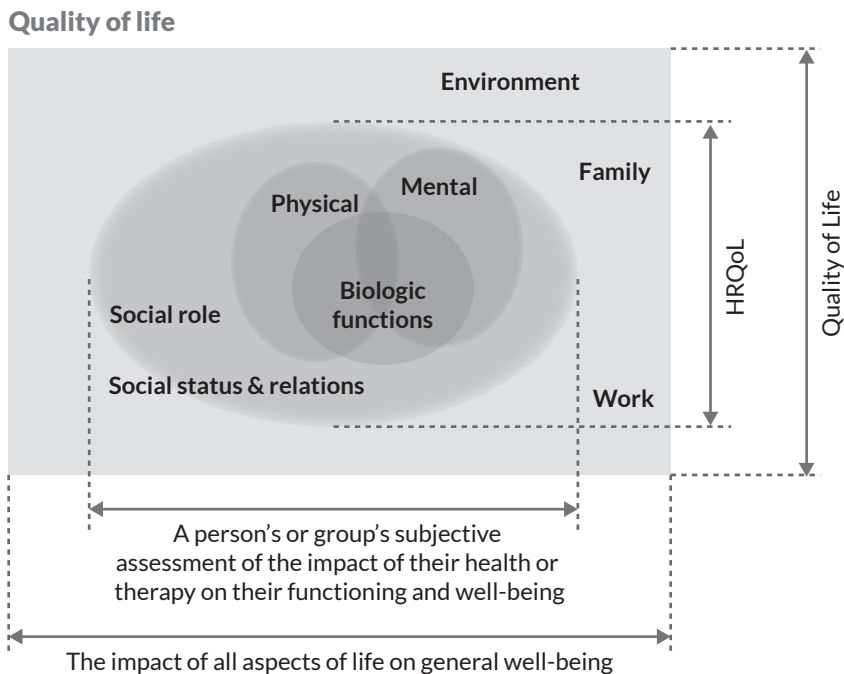 Quality of life
Environment
Family
Mental
Physical
Biologic
functions
Social role
Social status & relations
Work
HRQoL
Quality of Life
A person’s or group’s subjective
assessment of the impact of their health or
therapy on their functioning and well-being
The impact of all aspects of life on general well-being